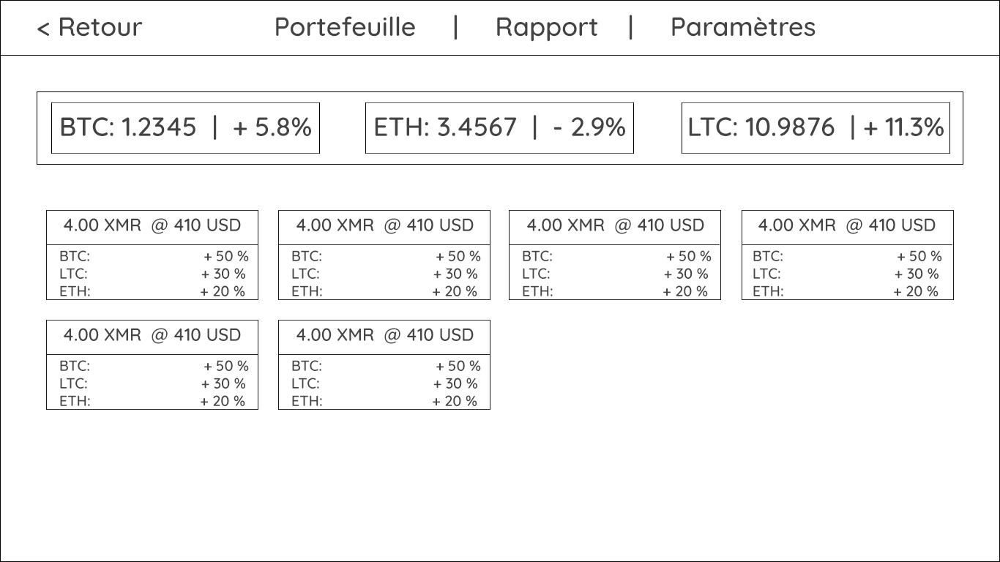 < Retour Portefeuille | Rapport | Paramètres
BTC: 1.2345 | + 5.8% ETH: 3.4567 | - 2.9% LTC: 10.9876 | + 11.3%
4.00 XMR @ 410 USD
BTC: + 50 %
LTC: + 30 %
ETH: + 20 %
4.00 XMR @ 410 USD
BTC: + 50 %
LTC: + 30 %
ETH: + 20 %
4.00 XMR @ 410 USD
BTC: + 50 %
LTC: + 30 %
ETH: + 20 %
4.00 XMR @ 410 USD
BTC: + 50 %
LTC: + 30 %
ETH: + 20 %
4.00 XMR @ 410 USD
BTC: + 50 %
LTC: + 30 %
ETH: + 20 %
4.00 XMR @ 410 USD
BTC: + 50 %
LTC: + 30 %
ETH: + 20 %